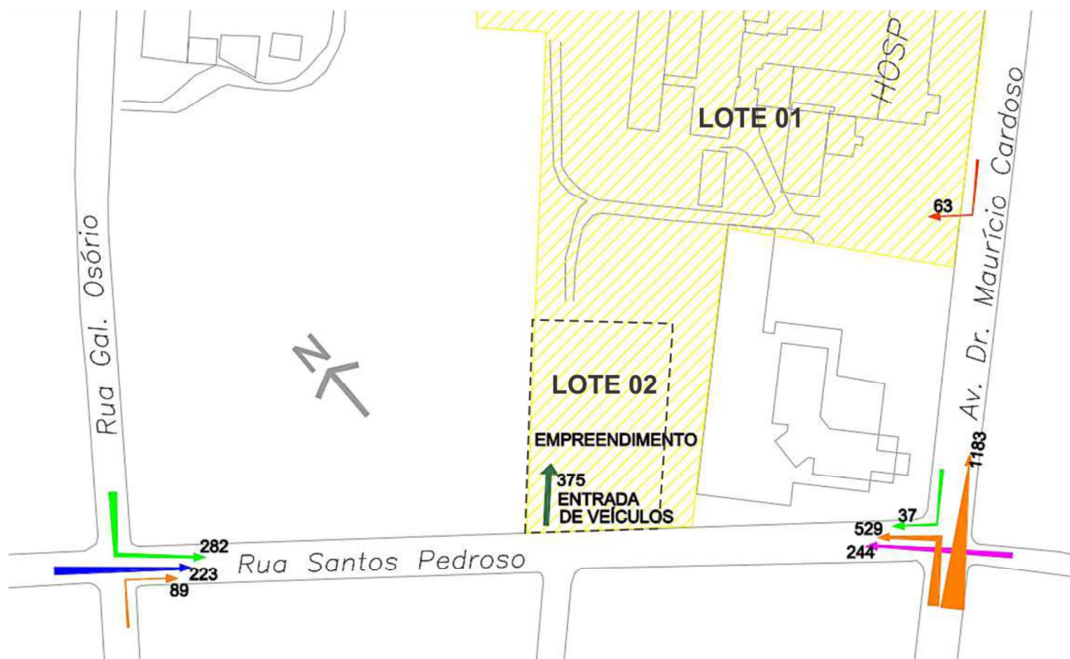 HOSP
LOTE 01
Av. Dr. Maurício Cardoso
63
Rua Gal. Osório
N
LOTE 02
EMPREENDIMENTO
375
ENTRADA
DE VEÍCULOS
1183
37
529
244
282
223
89
Rua Santos Pedroso